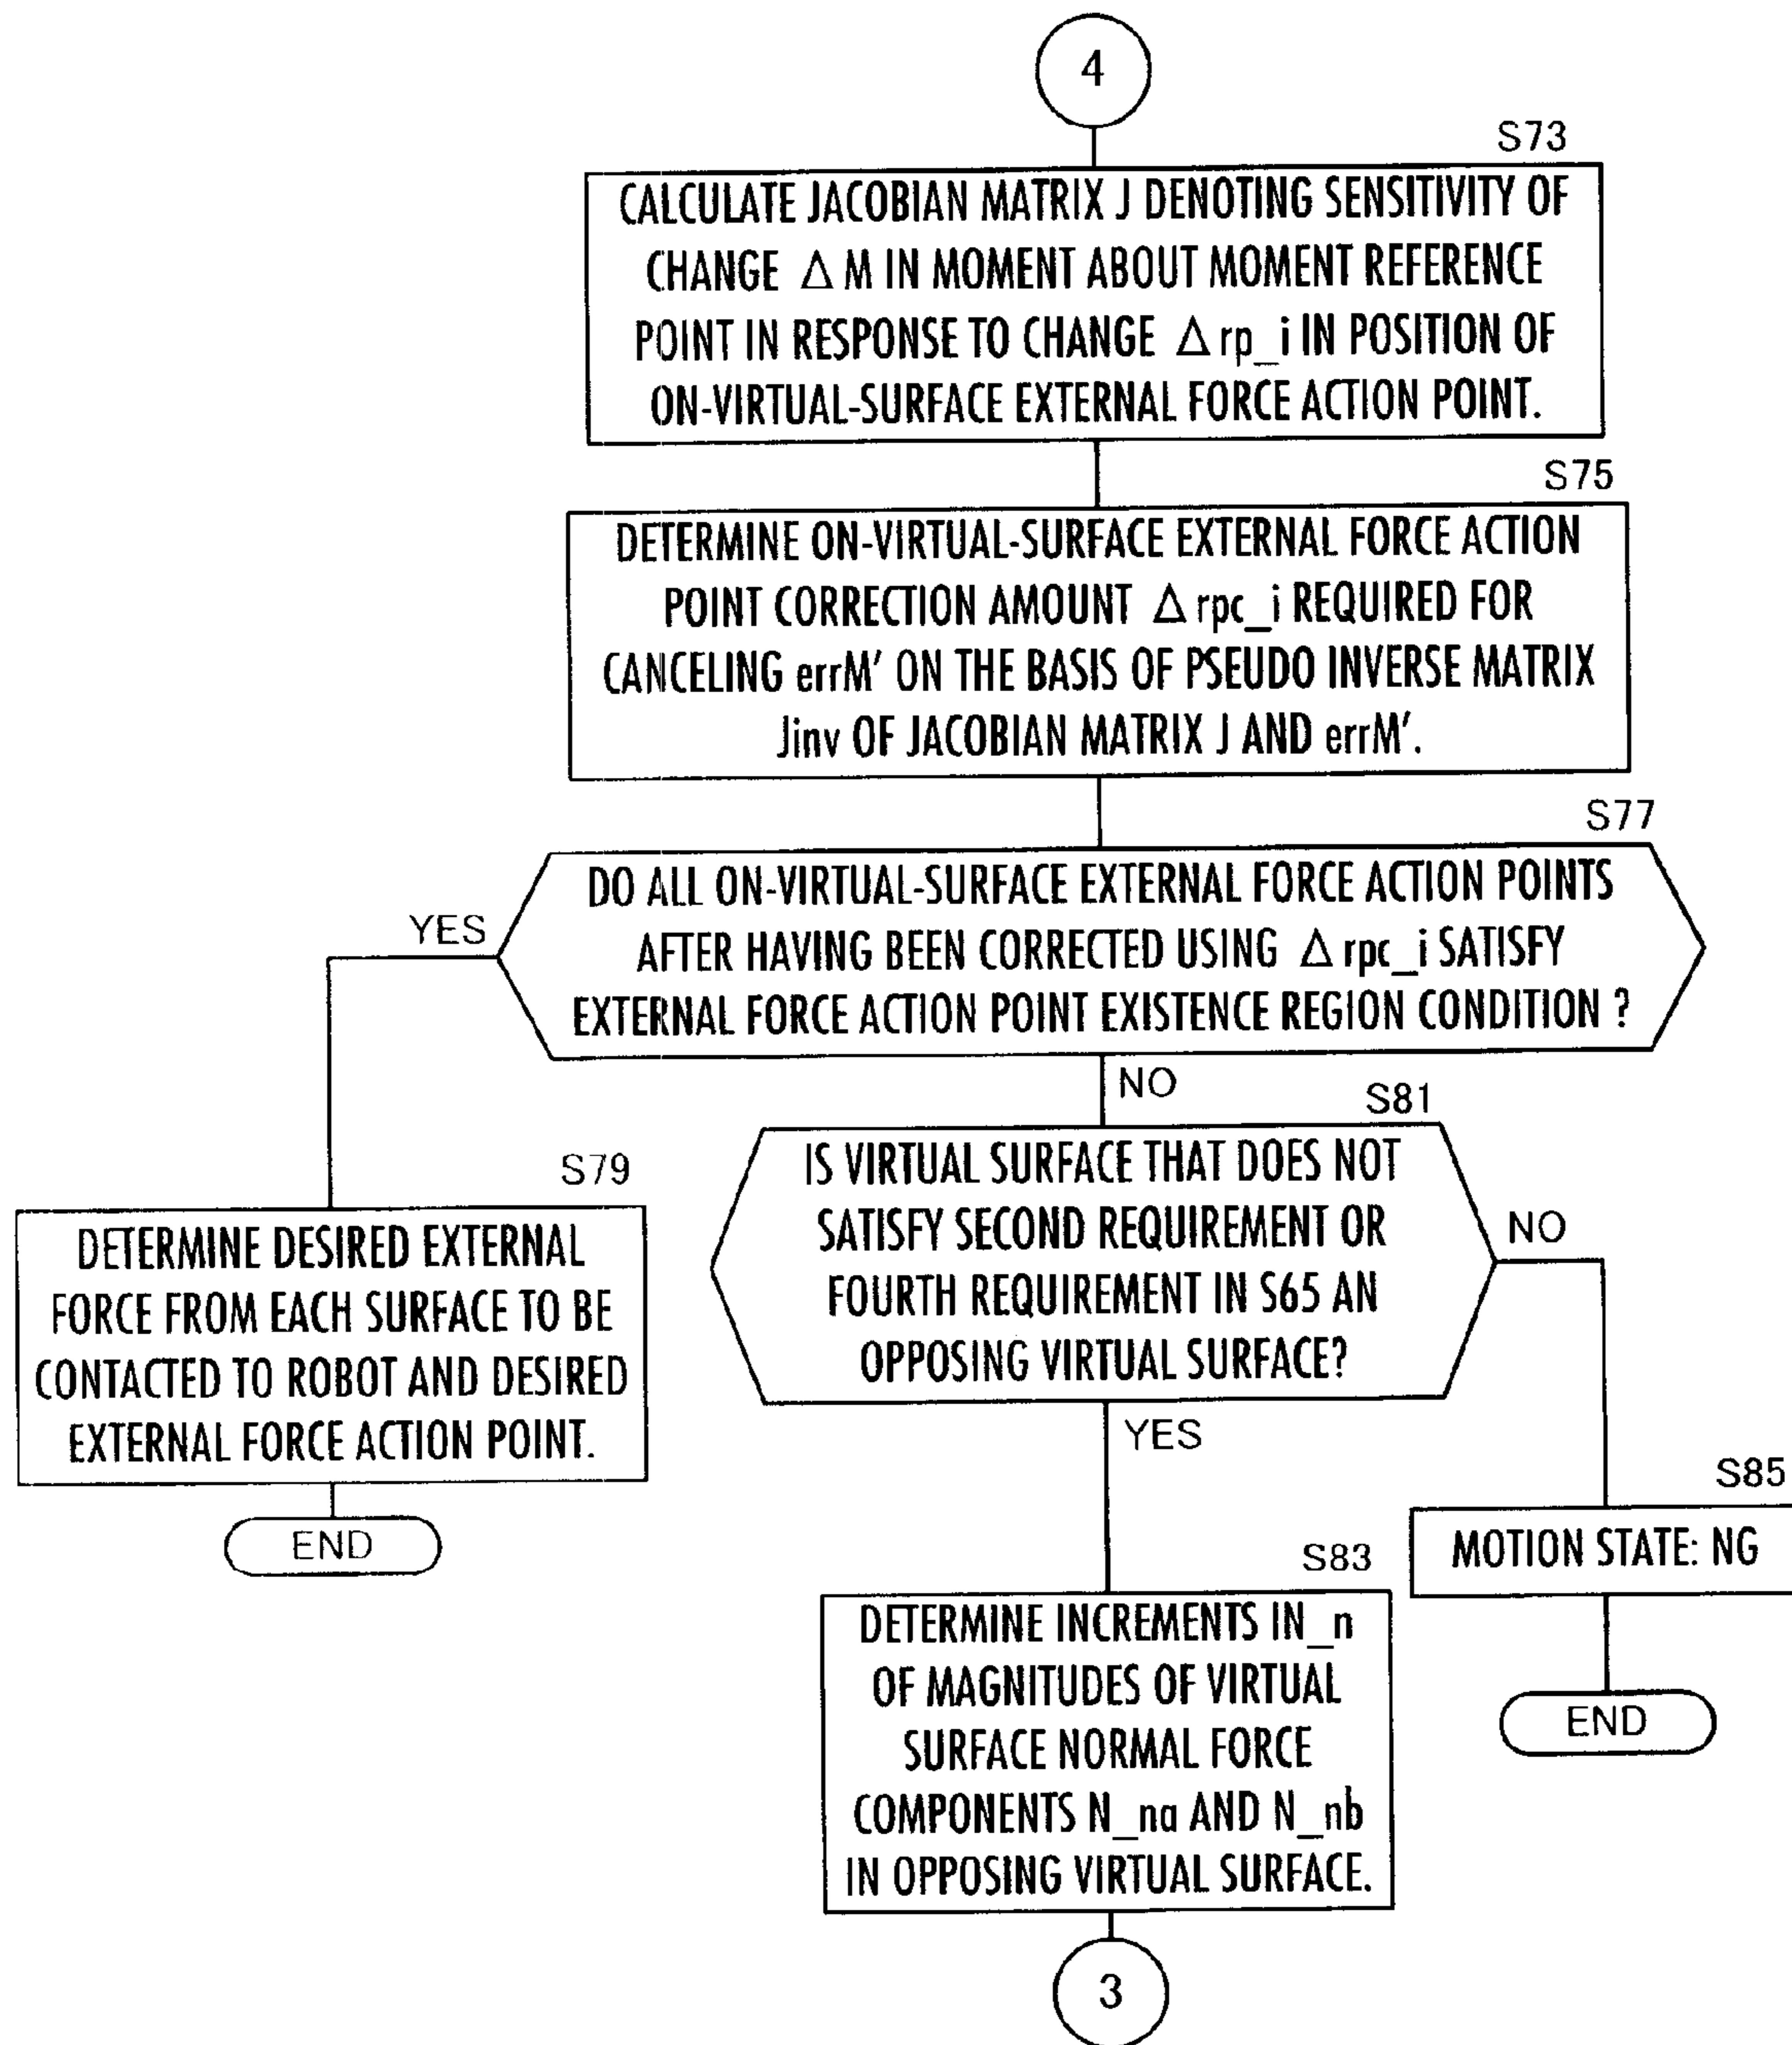 4
S73
CALCULATE JACOBIAN MATRIX J DENOTING SENSITIVITY OF
CHANGE △M IN MOMENT ABOUT MOMENT REFERENCE
POINT IN RESPONSE TO CHANGE △rp_i IN POSITION OF
ON-VIRTUAL-SURFACE EXTERNAL FORCE ACTION POINT.
S75
DETERMINE ON-VIRTUAL-SURFACE EXTERNAL FORCE ACTION
POINT CORRECTION AMOUNT △rpc_i REQUIRED FOR
CANCELING errM′ ON THE BASIS OF PSEUDO INVERSE MATRIX
Jinv OF JACOBIAN MATRIX J AND errM′.
S77
DO ALL ON-VIRTUAL-SURFACE EXTERNAL FORCE ACTION POINTS
AFTER HAVING BEEN CORRECTED USING △rpc_i SATISFY
EXTERNAL FORCE ACTION POINT EXISTENCE REGION CONDITION ?
YES
NO
S79
DETERMINE DESIRED EXTERNAL
FORCE FROM EACH SURFACE TO BE
CONTACTED TO ROBOT AND DESIRED
EXTERNAL FORCE ACTION POINT.
END
S81
IS VIRTUAL SURFACE THAT DOES NOT
SATISFY SECOND REQUIREMENT OR
FOURTH REQUIREMENT IN S65 AN
OPPOSING VIRTUAL SURFACE?
NO
YES
S85
MOTION STATE: NG
END
S83
DETERMINE INCREMENTS IN_n
OF MAGNITUDES OF VIRTUAL
SURFACE NORMAL FORCE
COMPONENTS N_na AND N_nb
IN OPPOSING VIRTUAL SURFACE.
3